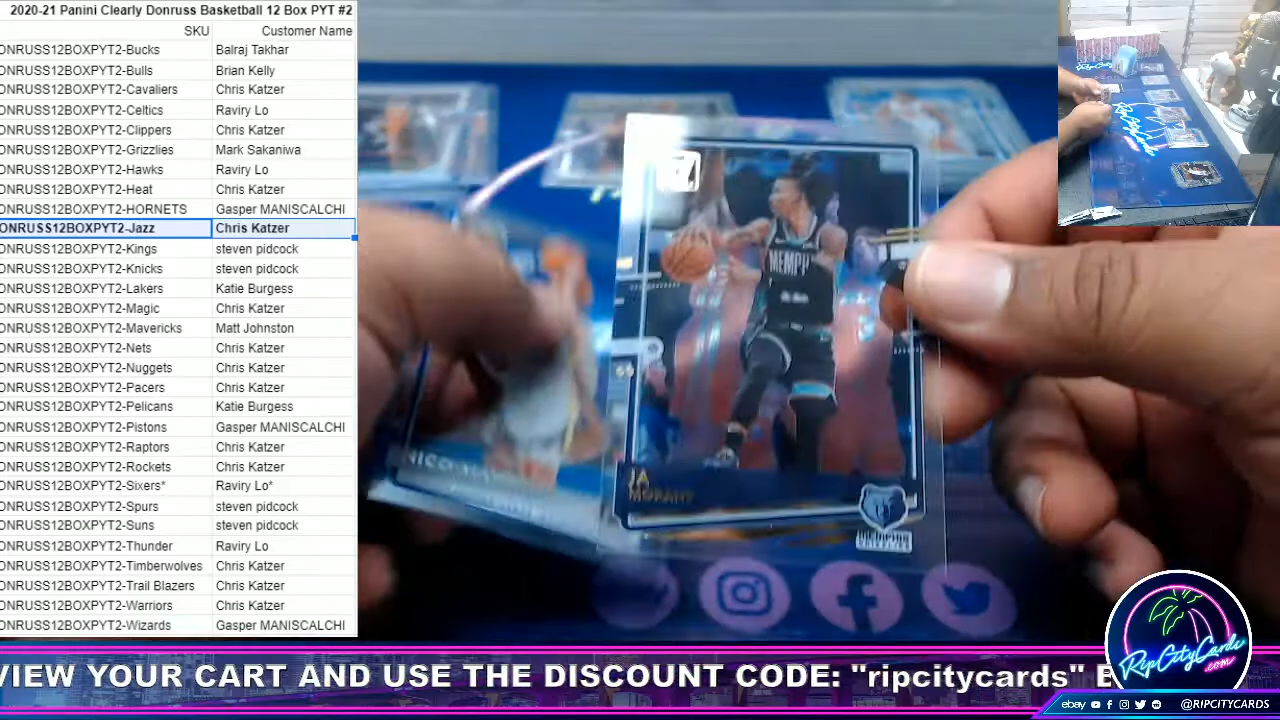 2020-21 Panini Clearly Donruss Basketball 12 Box PYT #2
SKU Customer Name
ONRUSS12BOXPYT2-Bucks Balraj Takhar
ONRUSS12BOXPYT2-Bulls Brian Kelly
ONRUSS12BOXPYT2-Cavaliers Chris Katzer
ONRUSS12BOXPYT2-Celtics Raviry Lo
ONRUSS12BOXPYT2-Clippers Chris Katzer
ONRUSS12BOXPYT2-Grizzlies Mark Sakaniwa
ONRUSS12BOXPYT2-Hawks Raviry Lo
ONRUSS12BOXPYT2-Heat Chris Katzer
ONRUSS12BOXPYT2-HORNETS Gasper MANISCALCHI
ONRUSS12BOXPYT2-Jazz Chris Katzer
ONRUSS12BOXPYT2-Kings steven pidcock
ONRUSS12BOXPYT2-Knicks steven pidcock
ONRUSS12BOXPYT2-Lakers Katie Burgess
ONRUSS12BOXPYT2-Magic Chris Katzer
ONRUSS12BOXPYT2-Mavericks Matt Johnston
ONRUSS12BOXPYT2-Nets Chris Katzer
ONRUSS12BOXPYT2-Nuggets Chris Katzer
ONRUSS12BOXPYT2-Pacers Chris Katzer
ONRUSS12BOXPYT2-Pelicans Katie Burgess
ONRUSS12BOXPYT2-Pistons Gasper MANISCALCHI
ONRUSS12BOXPYT2-Raptors Chris Katzer
ONRUSS12BOXPYT2-Rockets Chris Katzer
ONRUSS12BOXPYT2-Sixers* Raviry Lo*
ONRUSS12BOXPYT2-Spurs steven pidcock
ONRUSS12BOXPYT2-Suns steven pidcock
ONRUSS12BOXPYT2-Thunder Raviry Lo
ONRUSS12BOXPYT2-Timberwolves Chris Katzer
ONRUSS12BOXPYT2-Trail Blazers Chris Katzer
ONRUSS12BOXPYT2-Warriors Chris Katzer
ONRUSS12BOXPYT2-Wizards Gasper MANISCALCHI
MEMPH
NICO
JA
MORANT
VIEW YOUR CART AND USE THE DISCOUNT CODE: "ripcitycards" E
RipCityCards
.com
ebay @RIPCITYCARDS